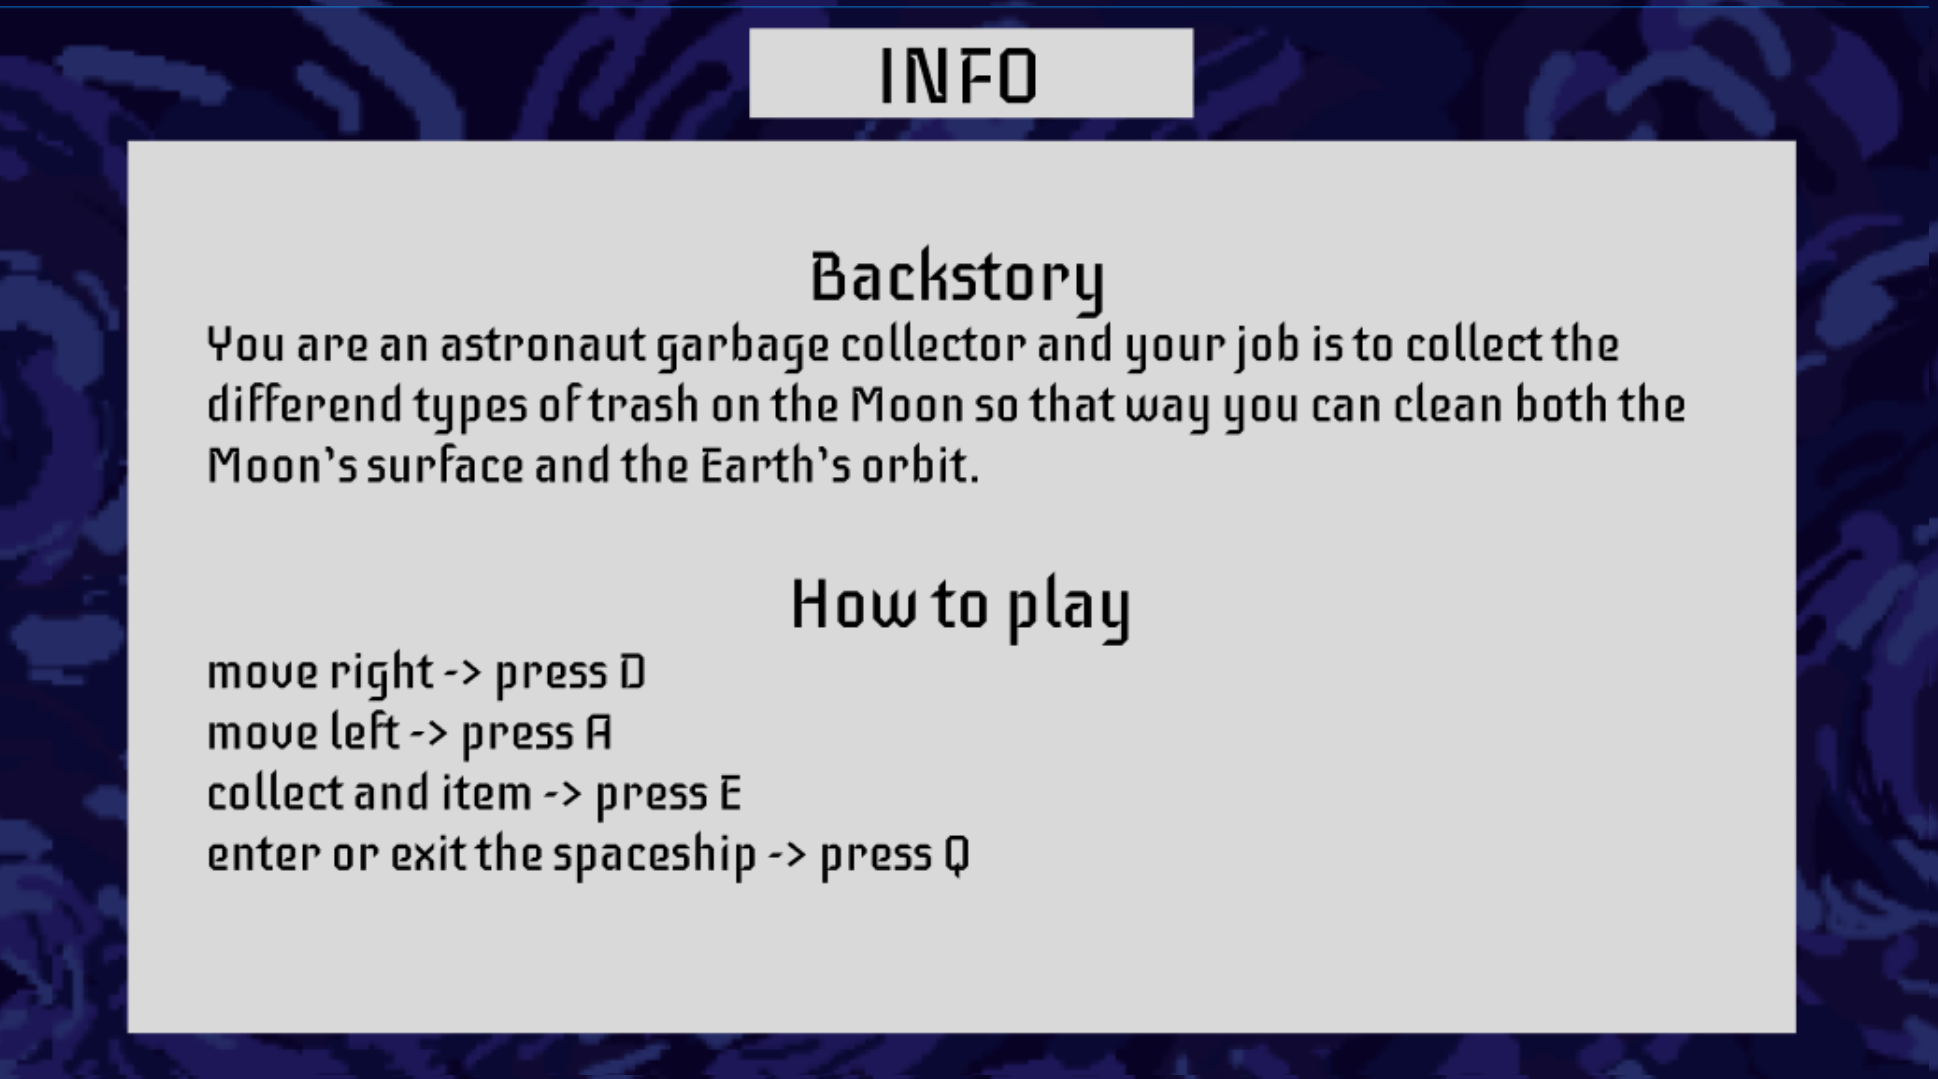 INFO
Backstory
You are an astronaut garbage collector and your job is to collect the
differend types of trash on the Moon so that way you can clean both the
Moon's surface and the Earth's orbit.
How to play
move right -> press D
move left -> press A
collect and item -> press E
enter or exit the spaceship -> press Q